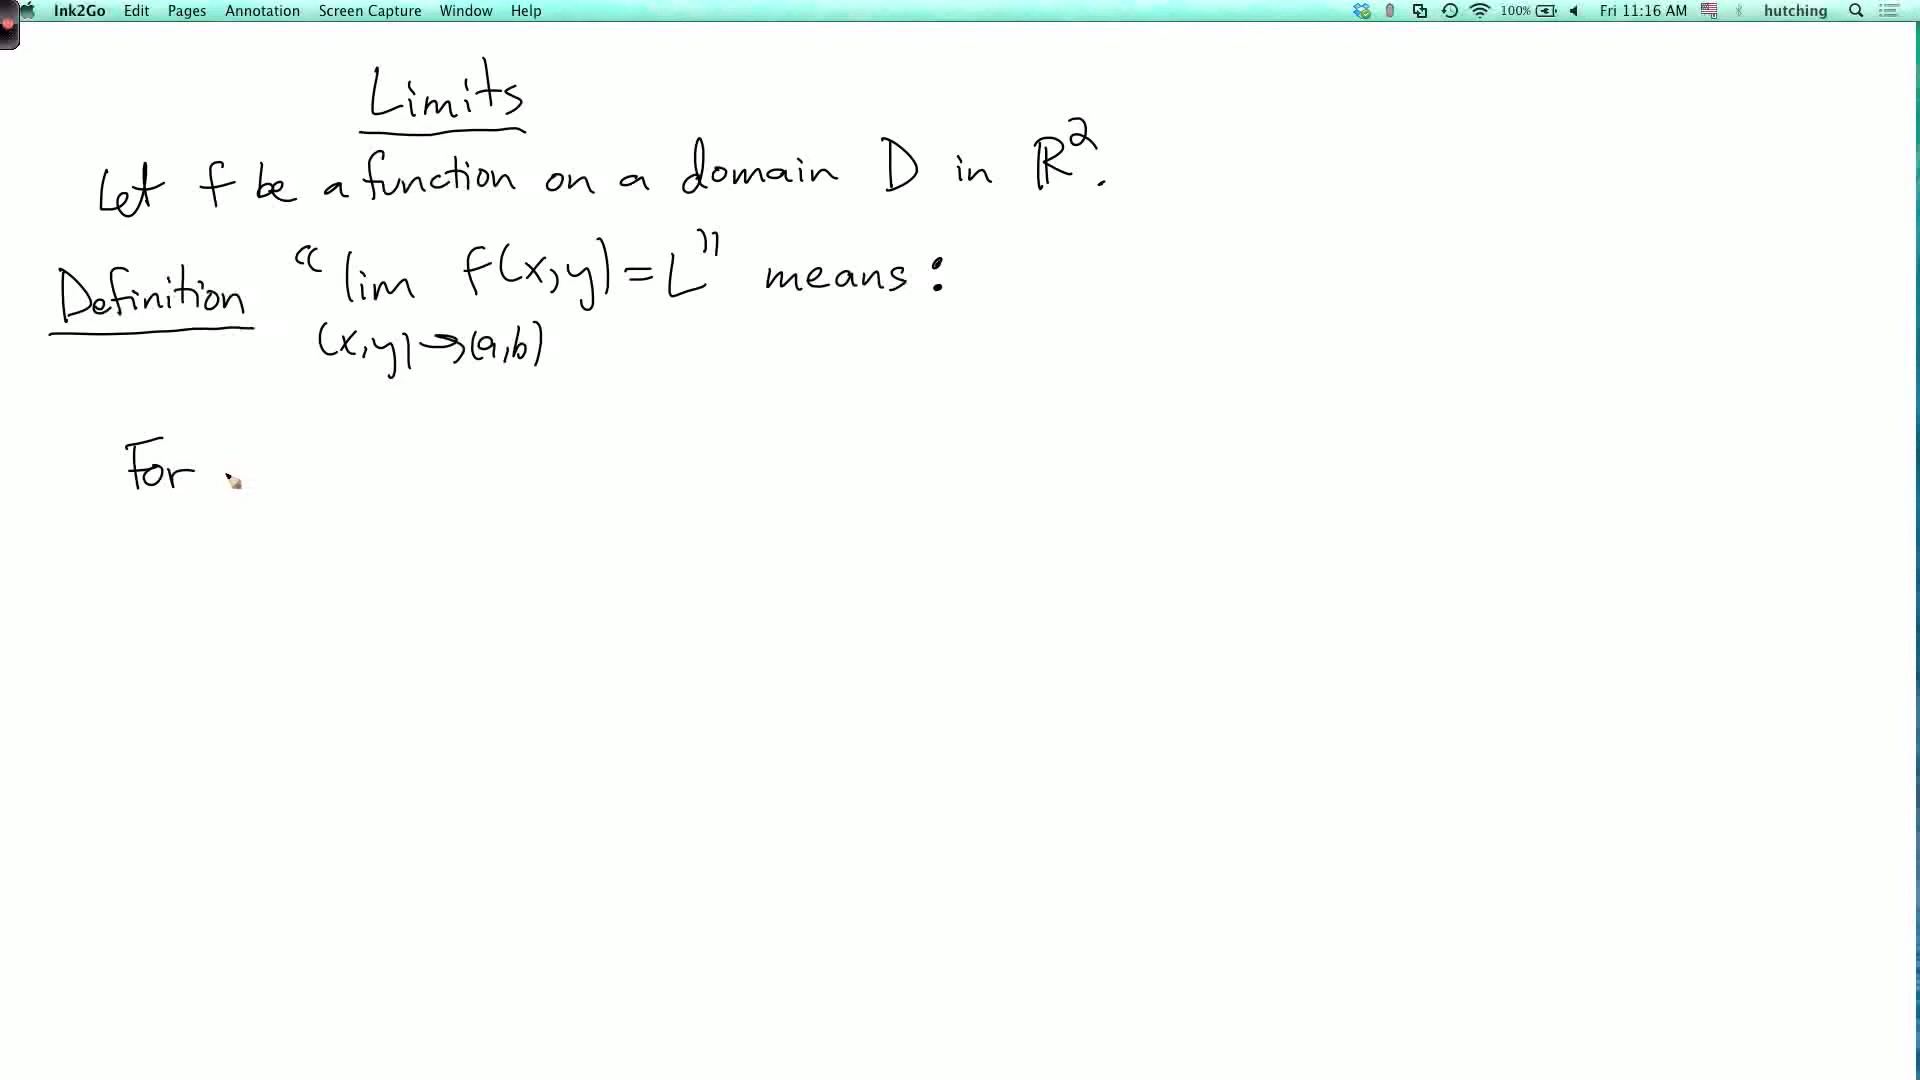 Ink2Go Edit Pages Annotation Screen Capture Window Help 100% Fri 11:16 AM hutching
Limits
Let f be a function on a domain D in ℝ².
Definition “lim f(x,y)=L” means:
(x,y)→(a,b)
For